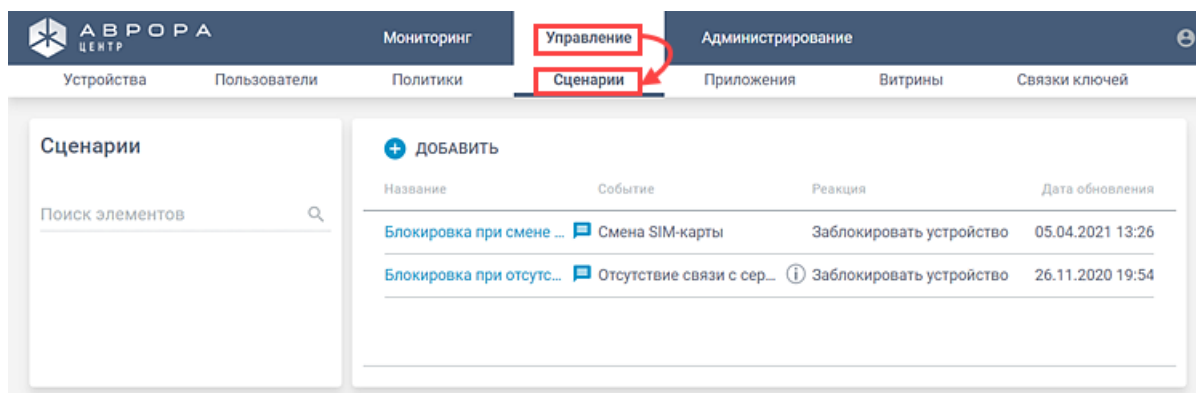 АВРОРА
ЦЕНТР
Мониторинг Управление Администрирование
Устройства Пользователи Политики Сценарии Приложения Витрины Связки ключей
Сценарии
Поиск элементов
ДОБАВИТЬ
Название Событие Реакция Дата обновления
Блокировка при смене ... Смена SIM-карты Заблокировать устройство 05.04.2021 13:26
Блокировка при отсутс... Отсутствие связи с сер... Заблокировать устройство 26.11.2020 19:54